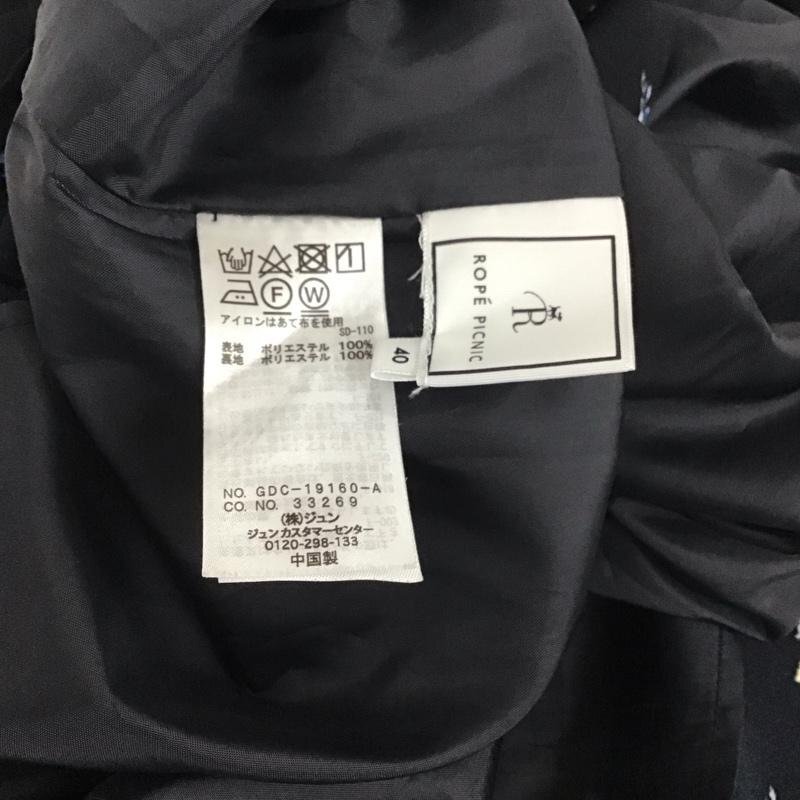 F W
アイロンはあて布を使用
SD-110
表地 ポリエステル 100%
裏地 ポリエステル 100%
NO. GDC-19160-A
CO. NO. 33269
(株)ジュン
ジュンカスタマーセンター
0120-298-133
中国製
40
R
ROPÉ PICNIC